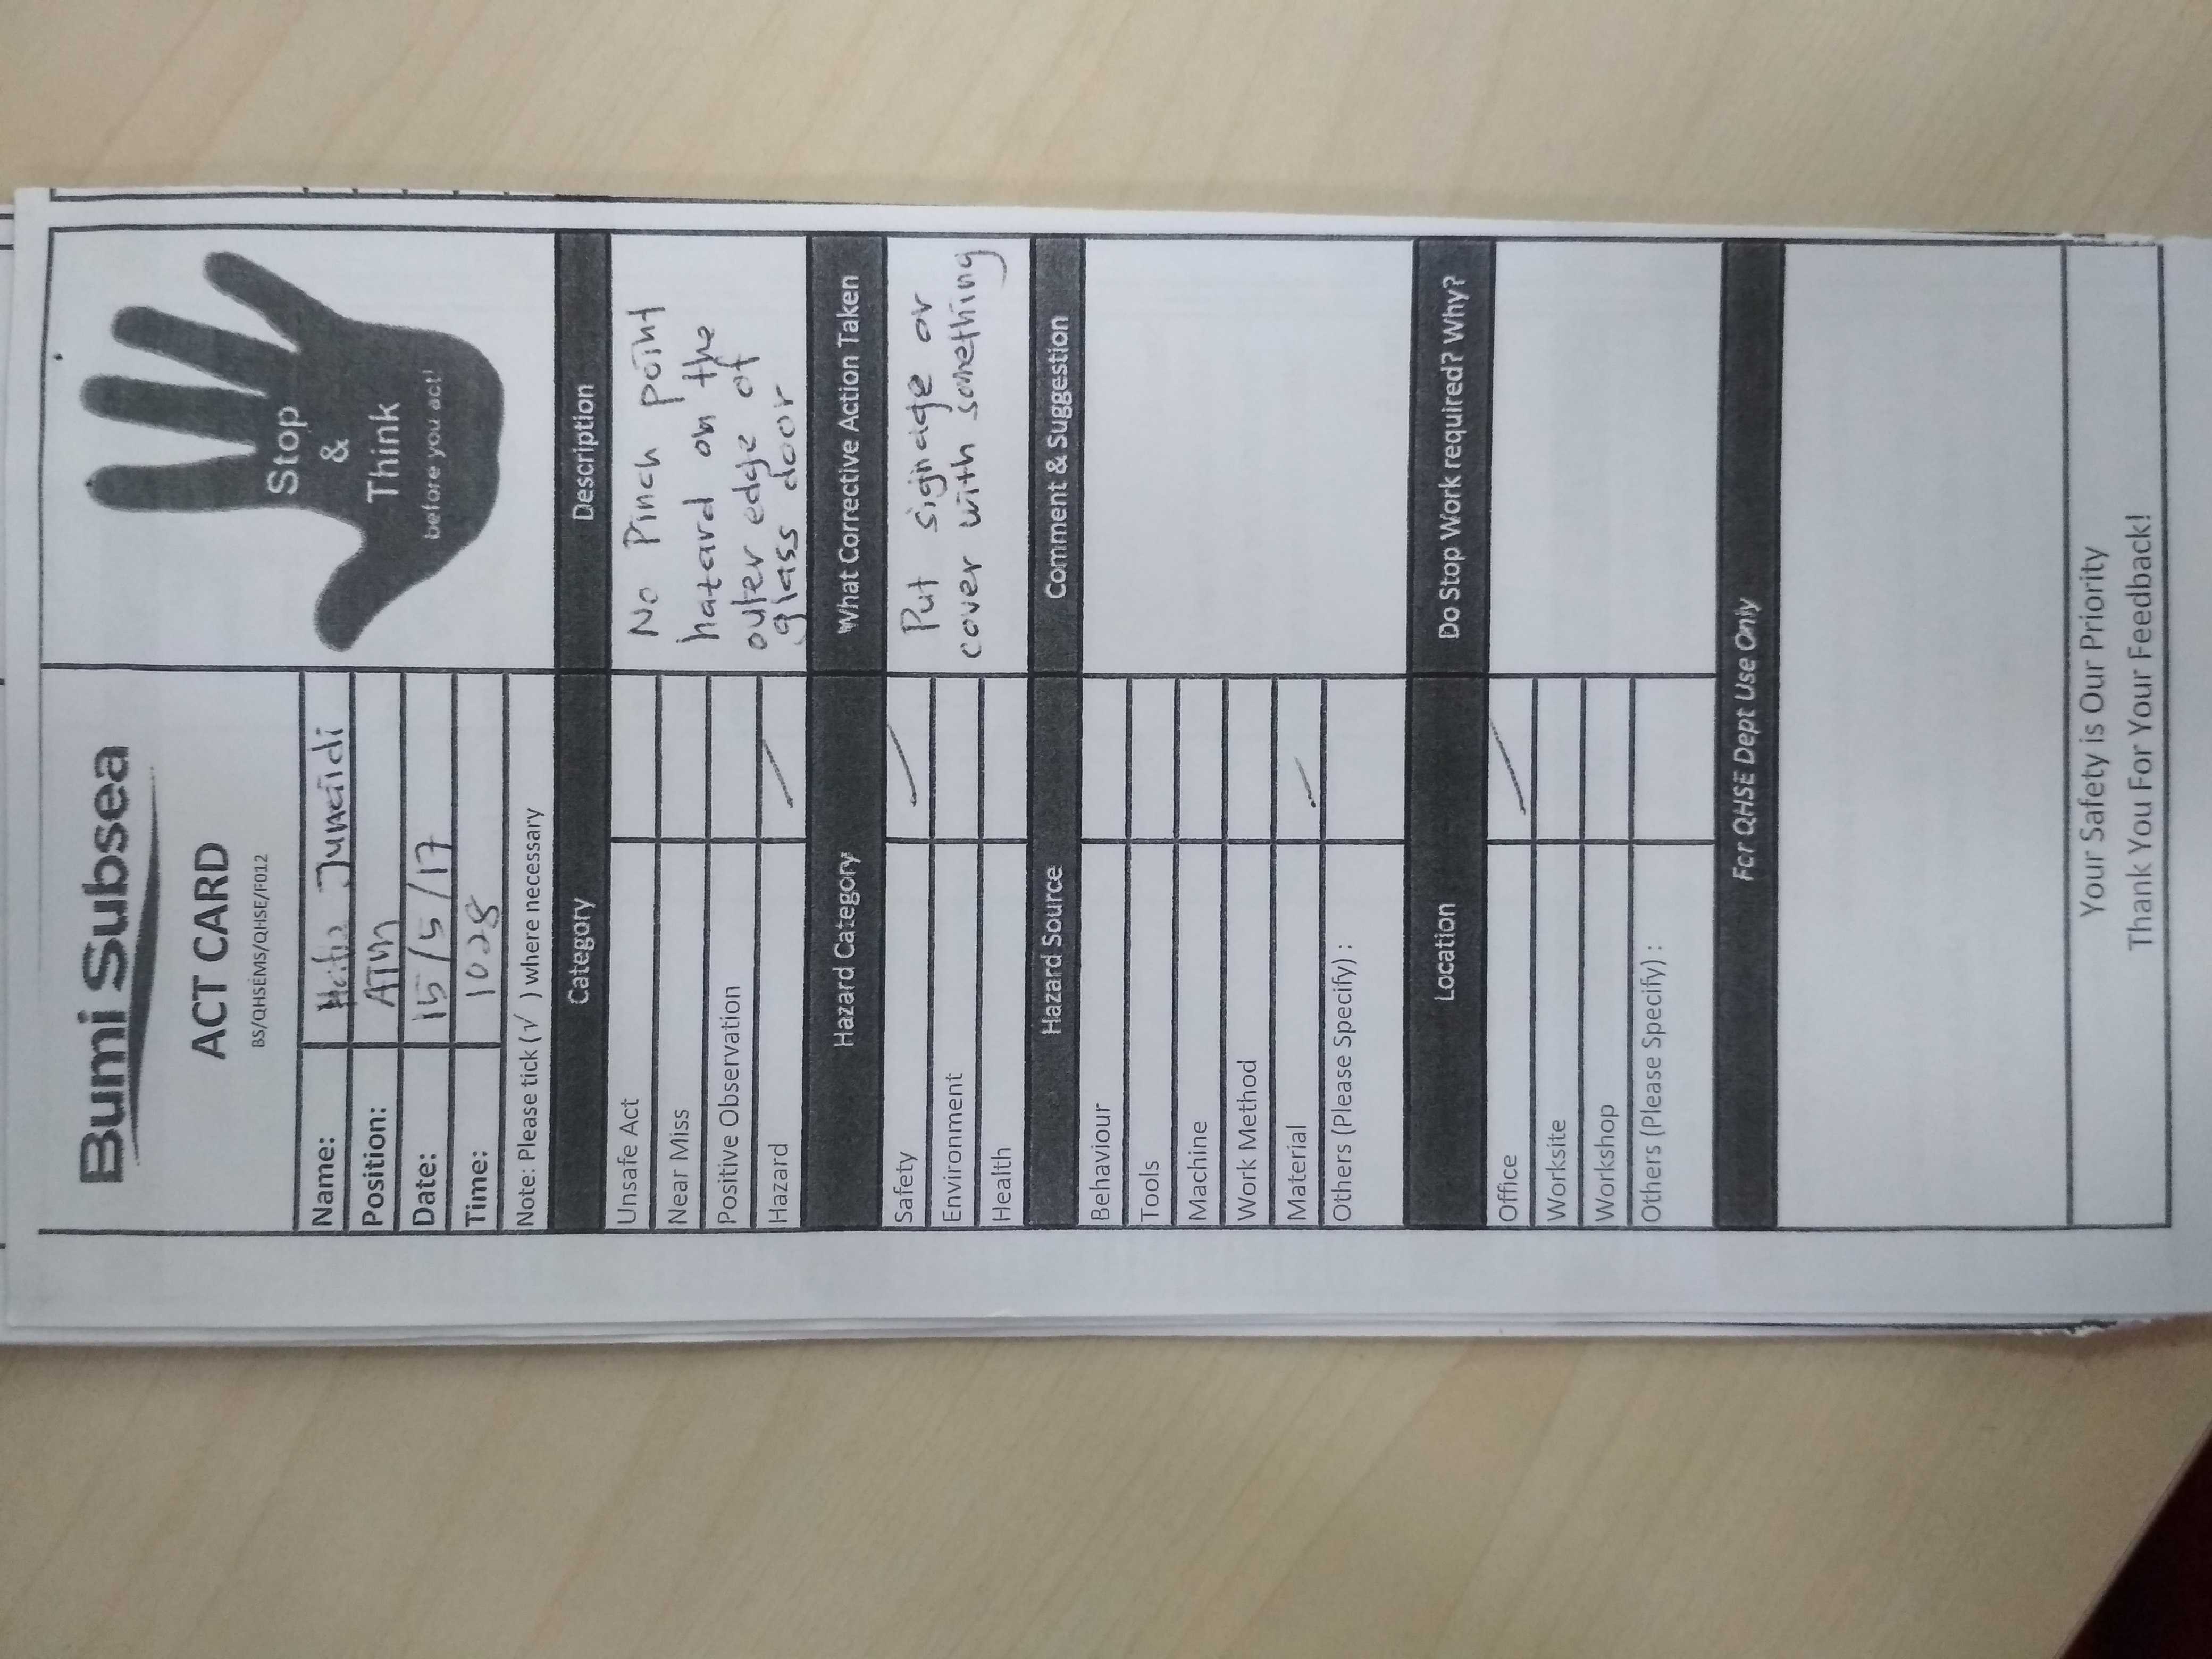 Bumi Subsea
ACT CARD
BS/QHSEMS/QHSE/F012
Stop
&
Think
before you act!
Name: Junaidi
Position: ATM
Date: 15/5/17
Time: 1028
Note: Please tick (√ ) where necessary
Category
Description
Unsafe Act
Near Miss
Positive Observation
Hazard ✓
No Pinch point
hazard on the
outer edge of
glass door
Hazard Category
What Corrective Action Taken
Safety ✓
Environment
Health
Put signage or
cover with something
Hazard Source
Comment & Suggestion
Behaviour
Tools
Machine
Work Method
Material ✓
Others (Please Specify) :
Location
Do Stop Work required? Why?
Office ✓
Worksite
Workshop
Others (Please Specify) :
For QHSE Dept Use Only
Your Safety is Our Priority
Thank You For Your Feedback!